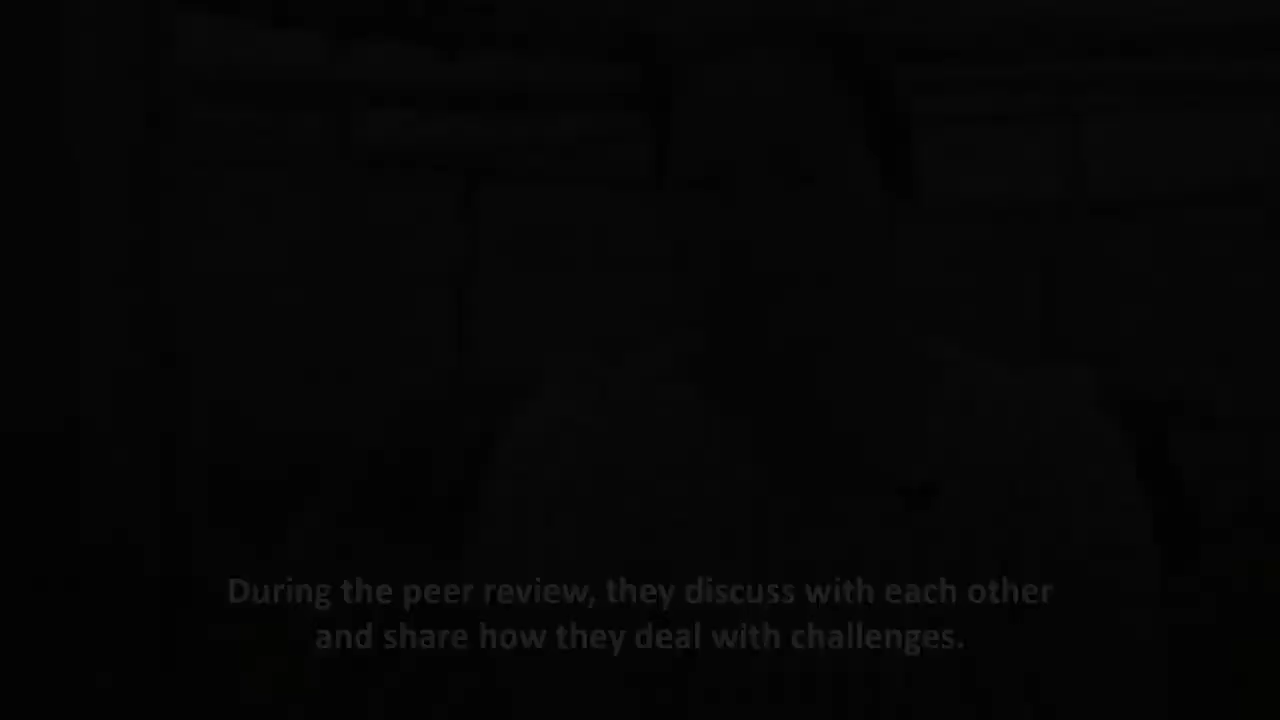 During the peer review, they discuss with each other
and share how they deal with challenges.